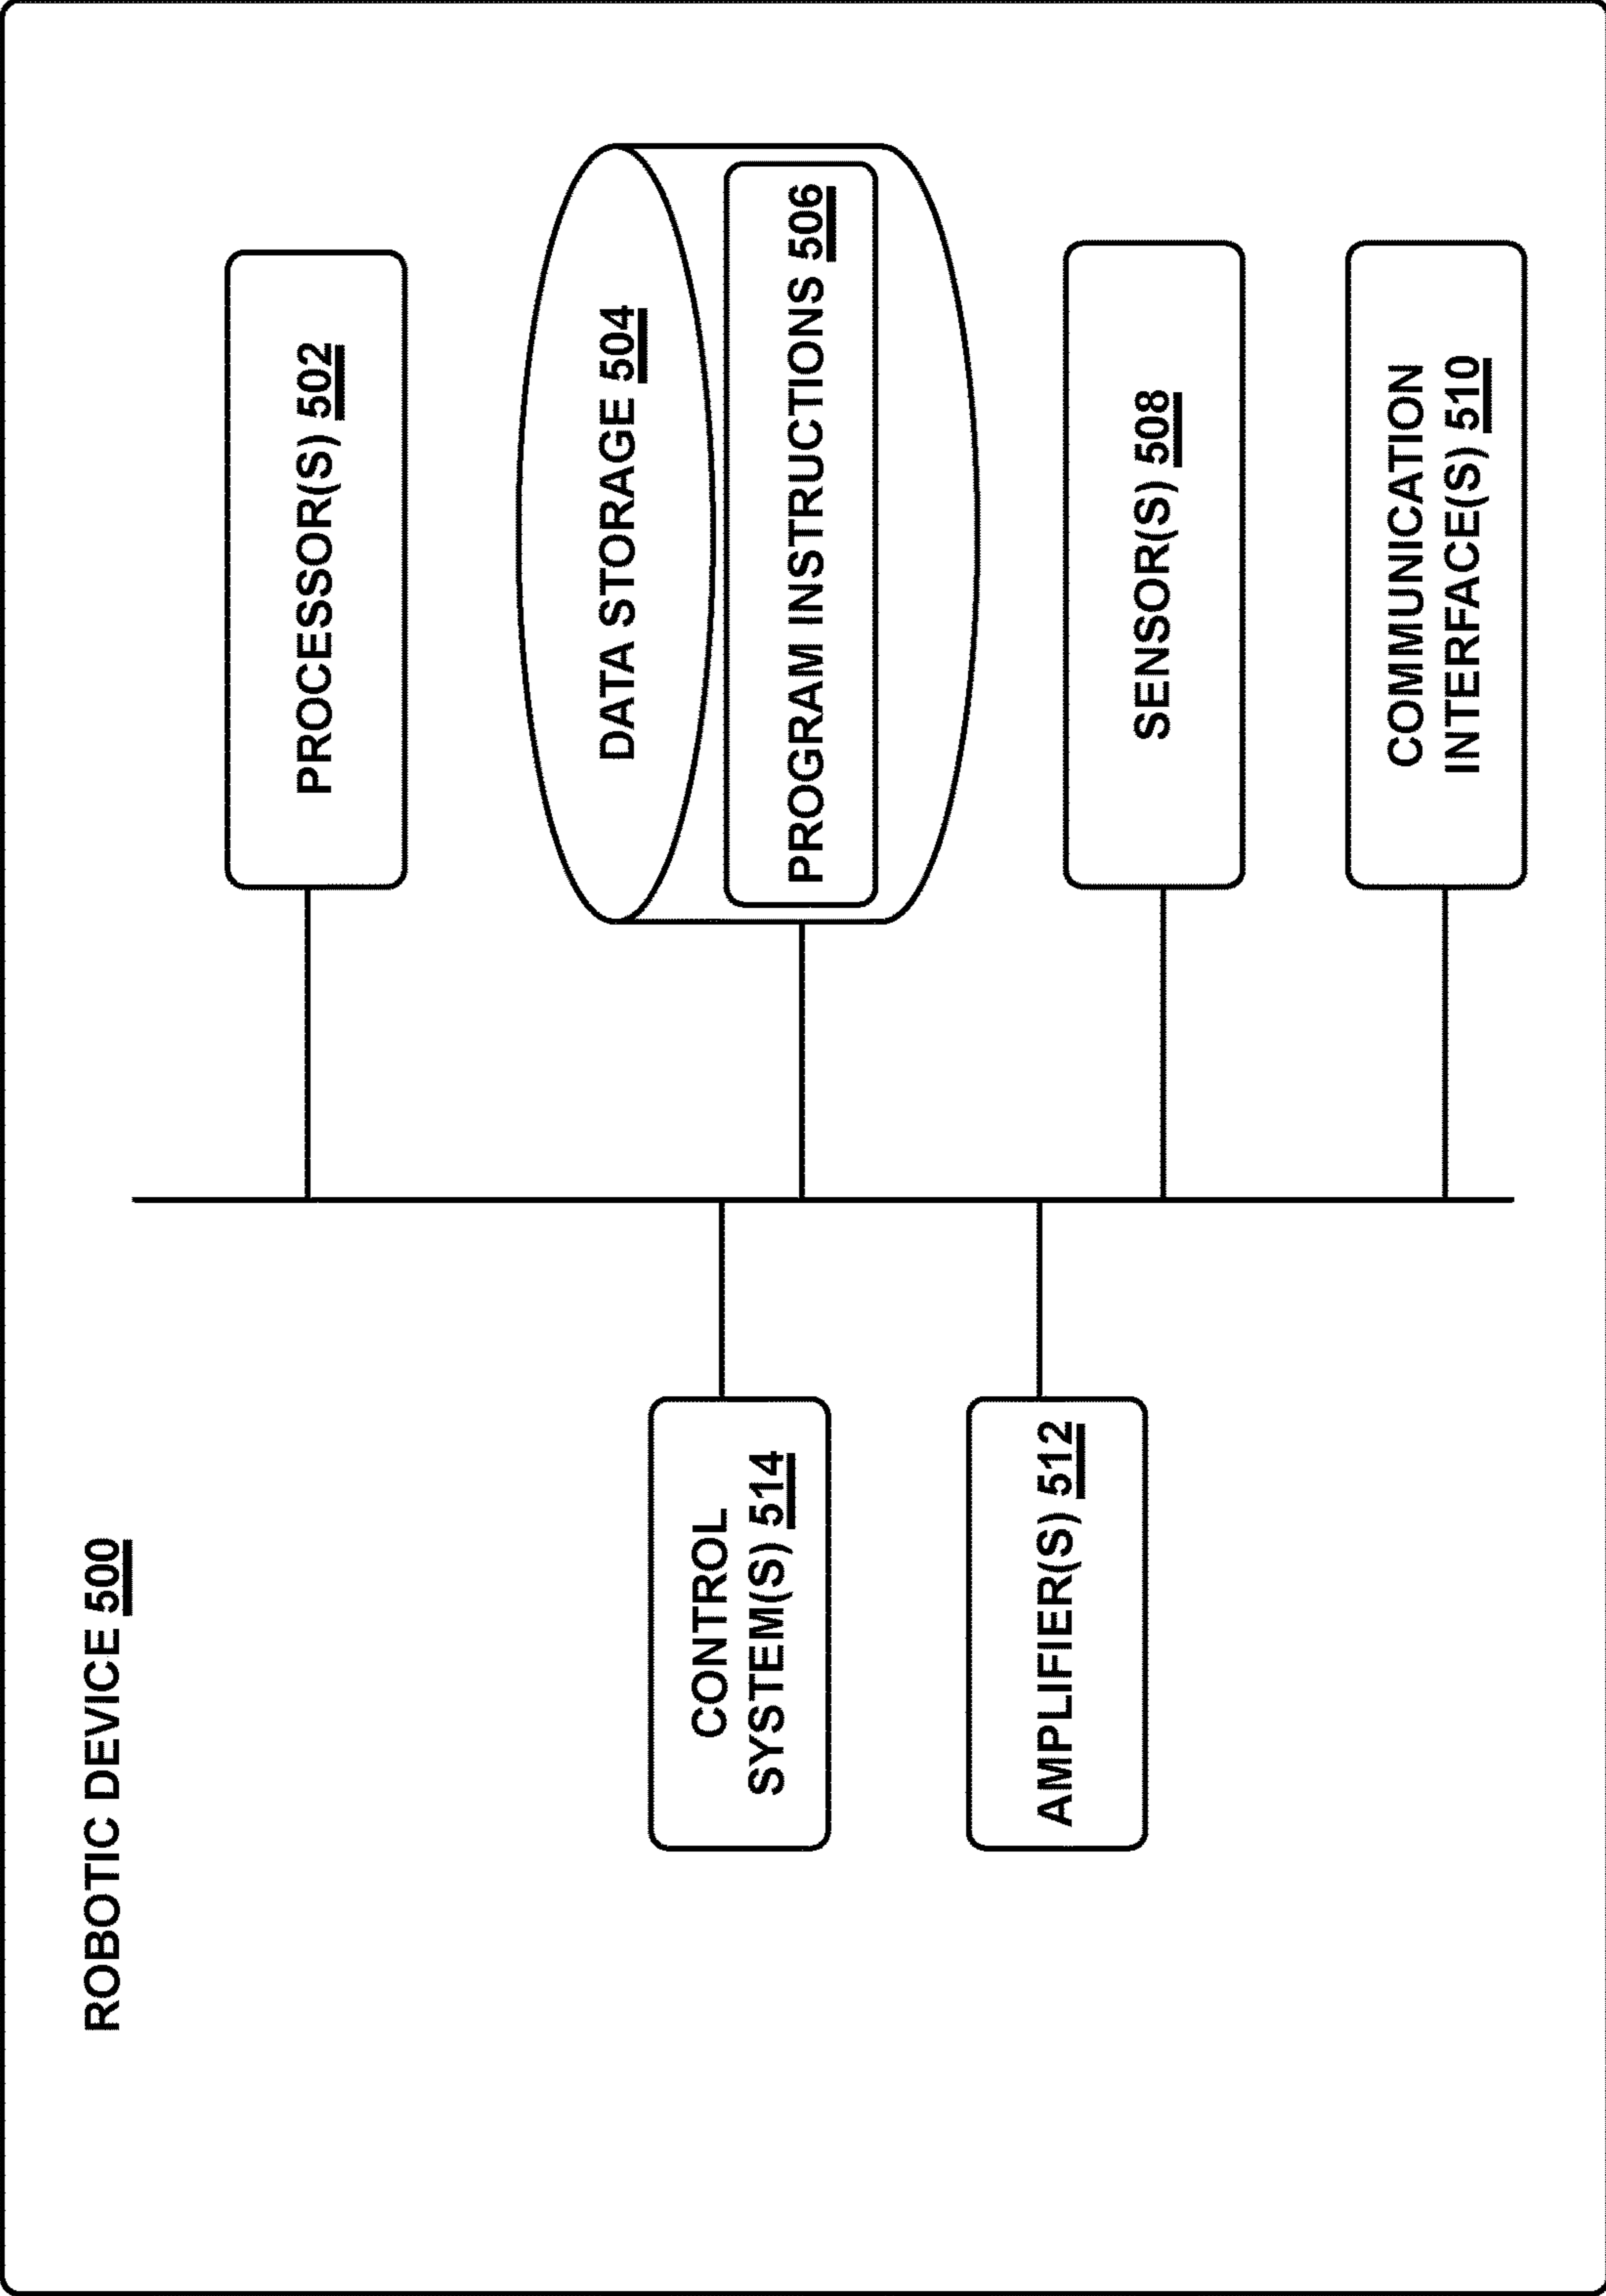 ROBOTIC DEVICE 500
PROCESSOR(S) 502
DATA STORAGE 504
PROGRAM INSTRUCTIONS 506
CONTROL
SYSTEM(S) 514
AMPLIFIER(S) 512
SENSOR(S) 508
COMMUNICATION
INTERFACE(S) 510